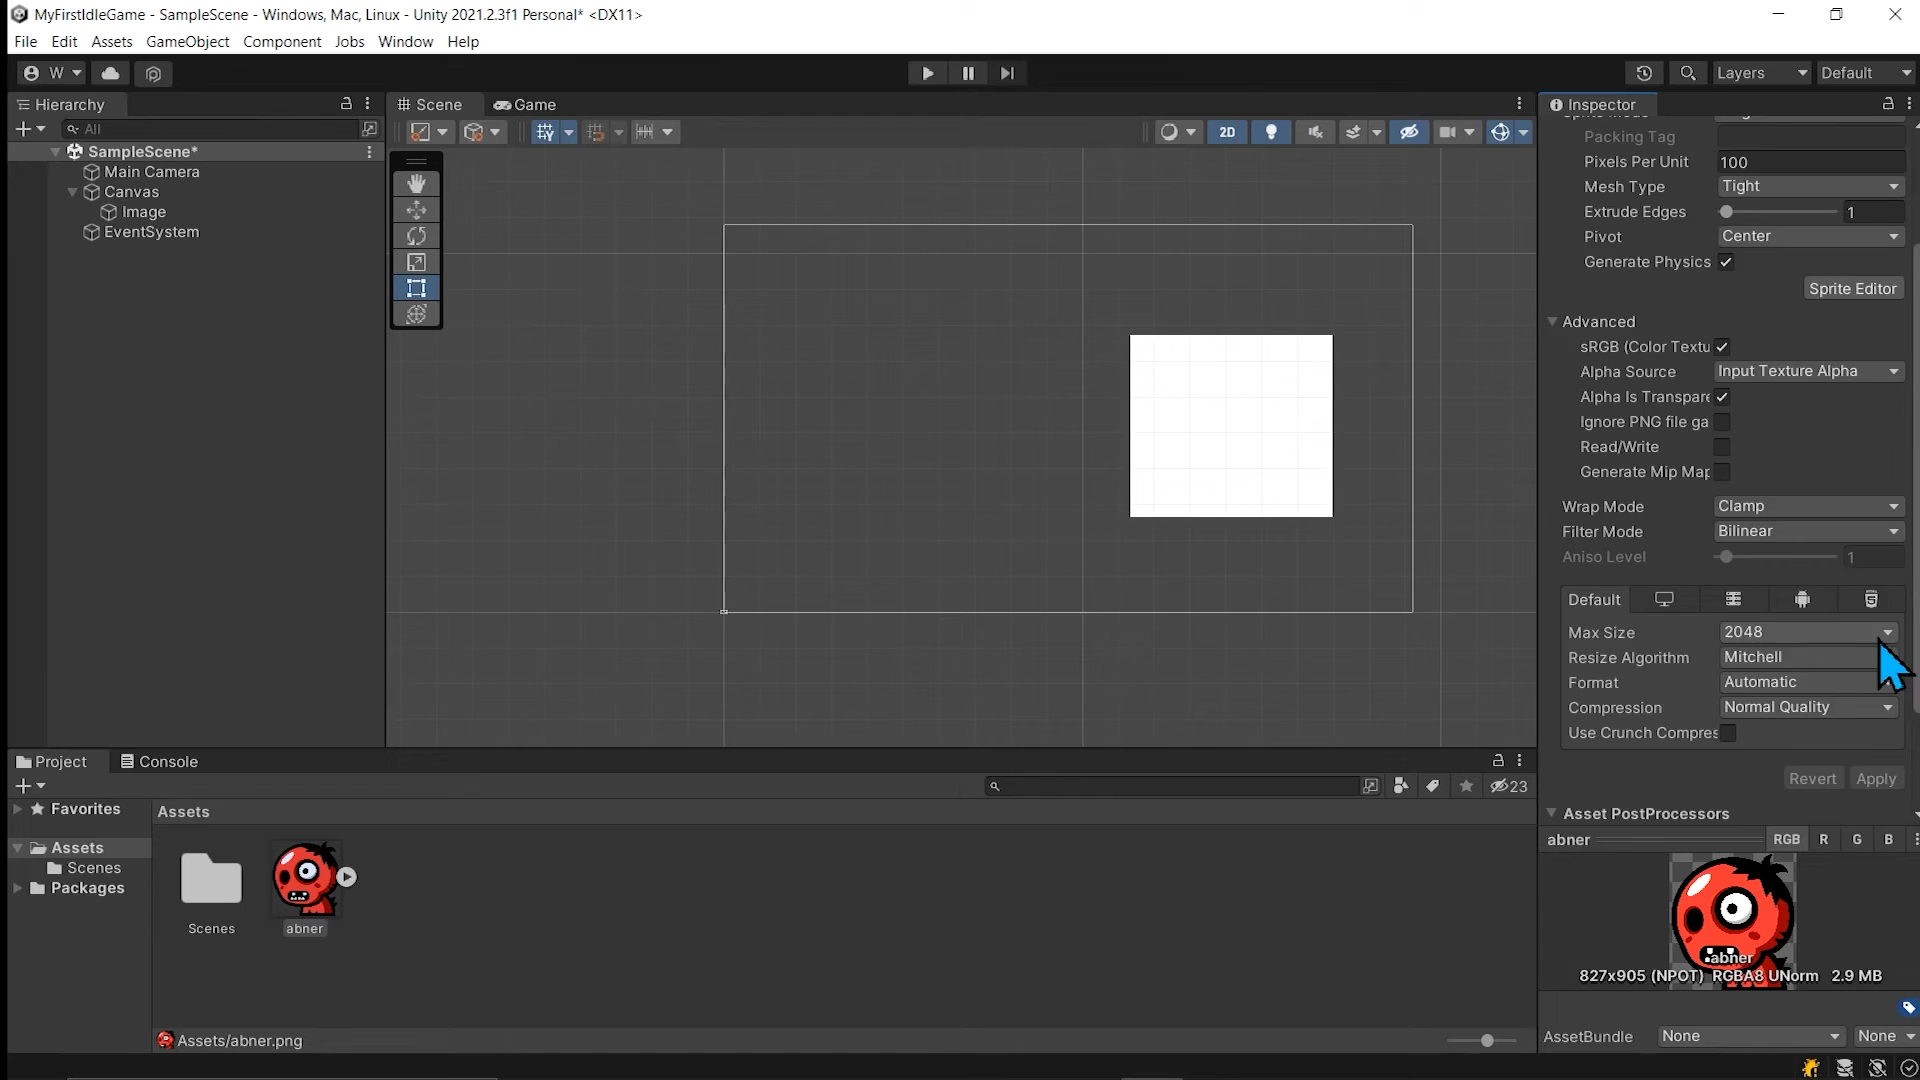 MyFirstIdleGame - SampleScene - Windows, Mac, Linux - Unity 2021.2.3f1 Personal* <DX11>
File Edit Assets GameObject Component Jobs Window Help
W Layers Default
Hierarchy
All
SampleScene*
Main Camera
Canvas
Image
EventSystem
Scene Game
2D
Inspector
Packing Tag
Pixels Per Unit 100
Mesh Type Tight
Extrude Edges 1
Pivot Center
Generate Physics
Sprite Editor
Advanced
sRGB (Color Textu
Alpha Source Input Texture Alpha
Alpha Is Transpare
Ignore PNG file ga
Read/Write
Generate Mip Map
Wrap Mode Clamp
Filter Mode Bilinear
Aniso Level 1
Default
Max Size 2048
Resize Algorithm Mitchell
Format Automatic
Compression Normal Quality
Use Crunch Compres
Revert Apply
Asset PostProcessors
abner RGB R G B
abner
827x905 (NPOT) RGBA8 UNorm 2.9 MB
AssetBundle None None
Project Console
23
Favorites
Assets
Scenes
Packages
Assets
Scenes
abner
Assets/abner.png